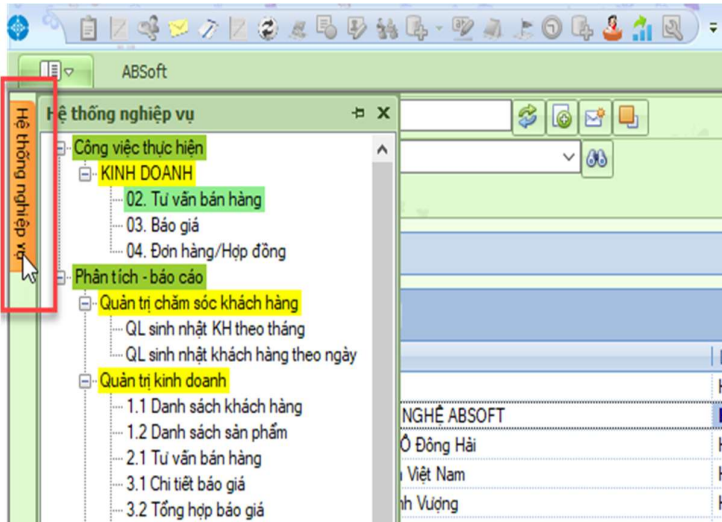 ABSoft
Hệ thống nghiệp vụ
Hệ thống nghiệp vụ
Công việc thực hiện
KINH DOANH
02. Tư vấn bán hàng
03. Báo giá
04. Đơn hàng/Hợp đồng
Phân tích - báo cáo
Quản trị chăm sóc khách hàng
QL sinh nhật KH theo tháng
QL sinh nhật khách hàng theo ngày
Quản trị kinh doanh
1.1 Danh sách khách hàng
NGHỆ ABSOFT
1.2 Danh sách sản phẩm
Ô Đông Hải
2.1 Tư vấn bán hàng
Việt Nam
3.1 Chi tiết báo giá
nh Vượng
3.2 Tổng hợp báo giá